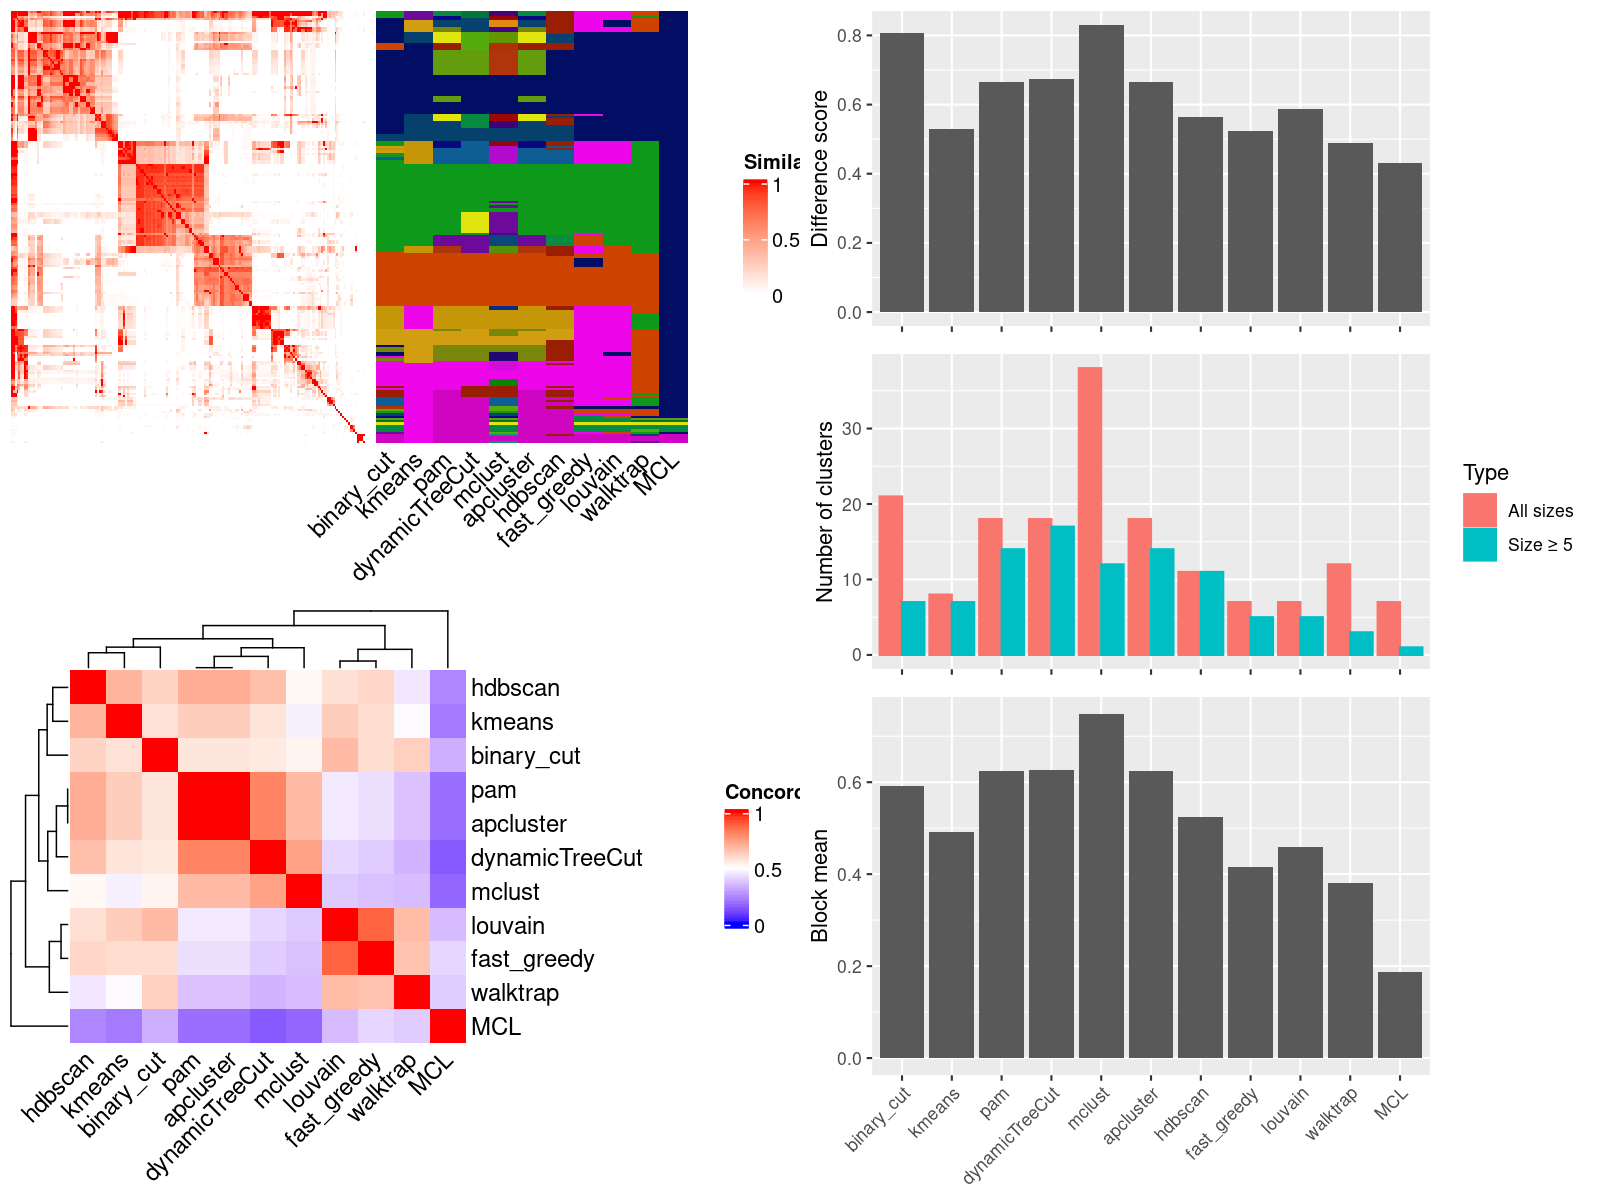 Simila
1
0.5
0
binary_cut
kmeans
pam
dynamicTreeCut
mclust
apcluster
hdbscan
fast_greedy
louvain
walktrap
MCL
hdbscan
kmeans
binary_cut
pam
apcluster
dynamicTreeCut
mclust
louvain
fast_greedy
walktrap
MCL
hdbscan
kmeans
binary_cut
pam
apcluster
dynamicTreeCut
mclust
louvain
fast_greedy
walktrap
MCL
Concord
1
0.5
0
Difference score
0.8
0.6
0.4
0.2
0.0
Number of clusters
30
20
10
0
Type
All sizes
Size ≥ 5
Block mean
0.6
0.4
0.2
0.0
binary_cut
kmeans
pam
dynamicTreeCut
mclust
apcluster
hdbscan
fast_greedy
louvain
walktrap
MCL